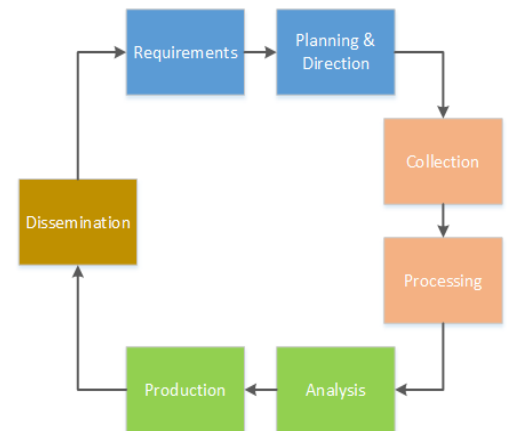 Requirements
Planning &
Direction
Collection
Processing
Analysis
Production
Dissemination